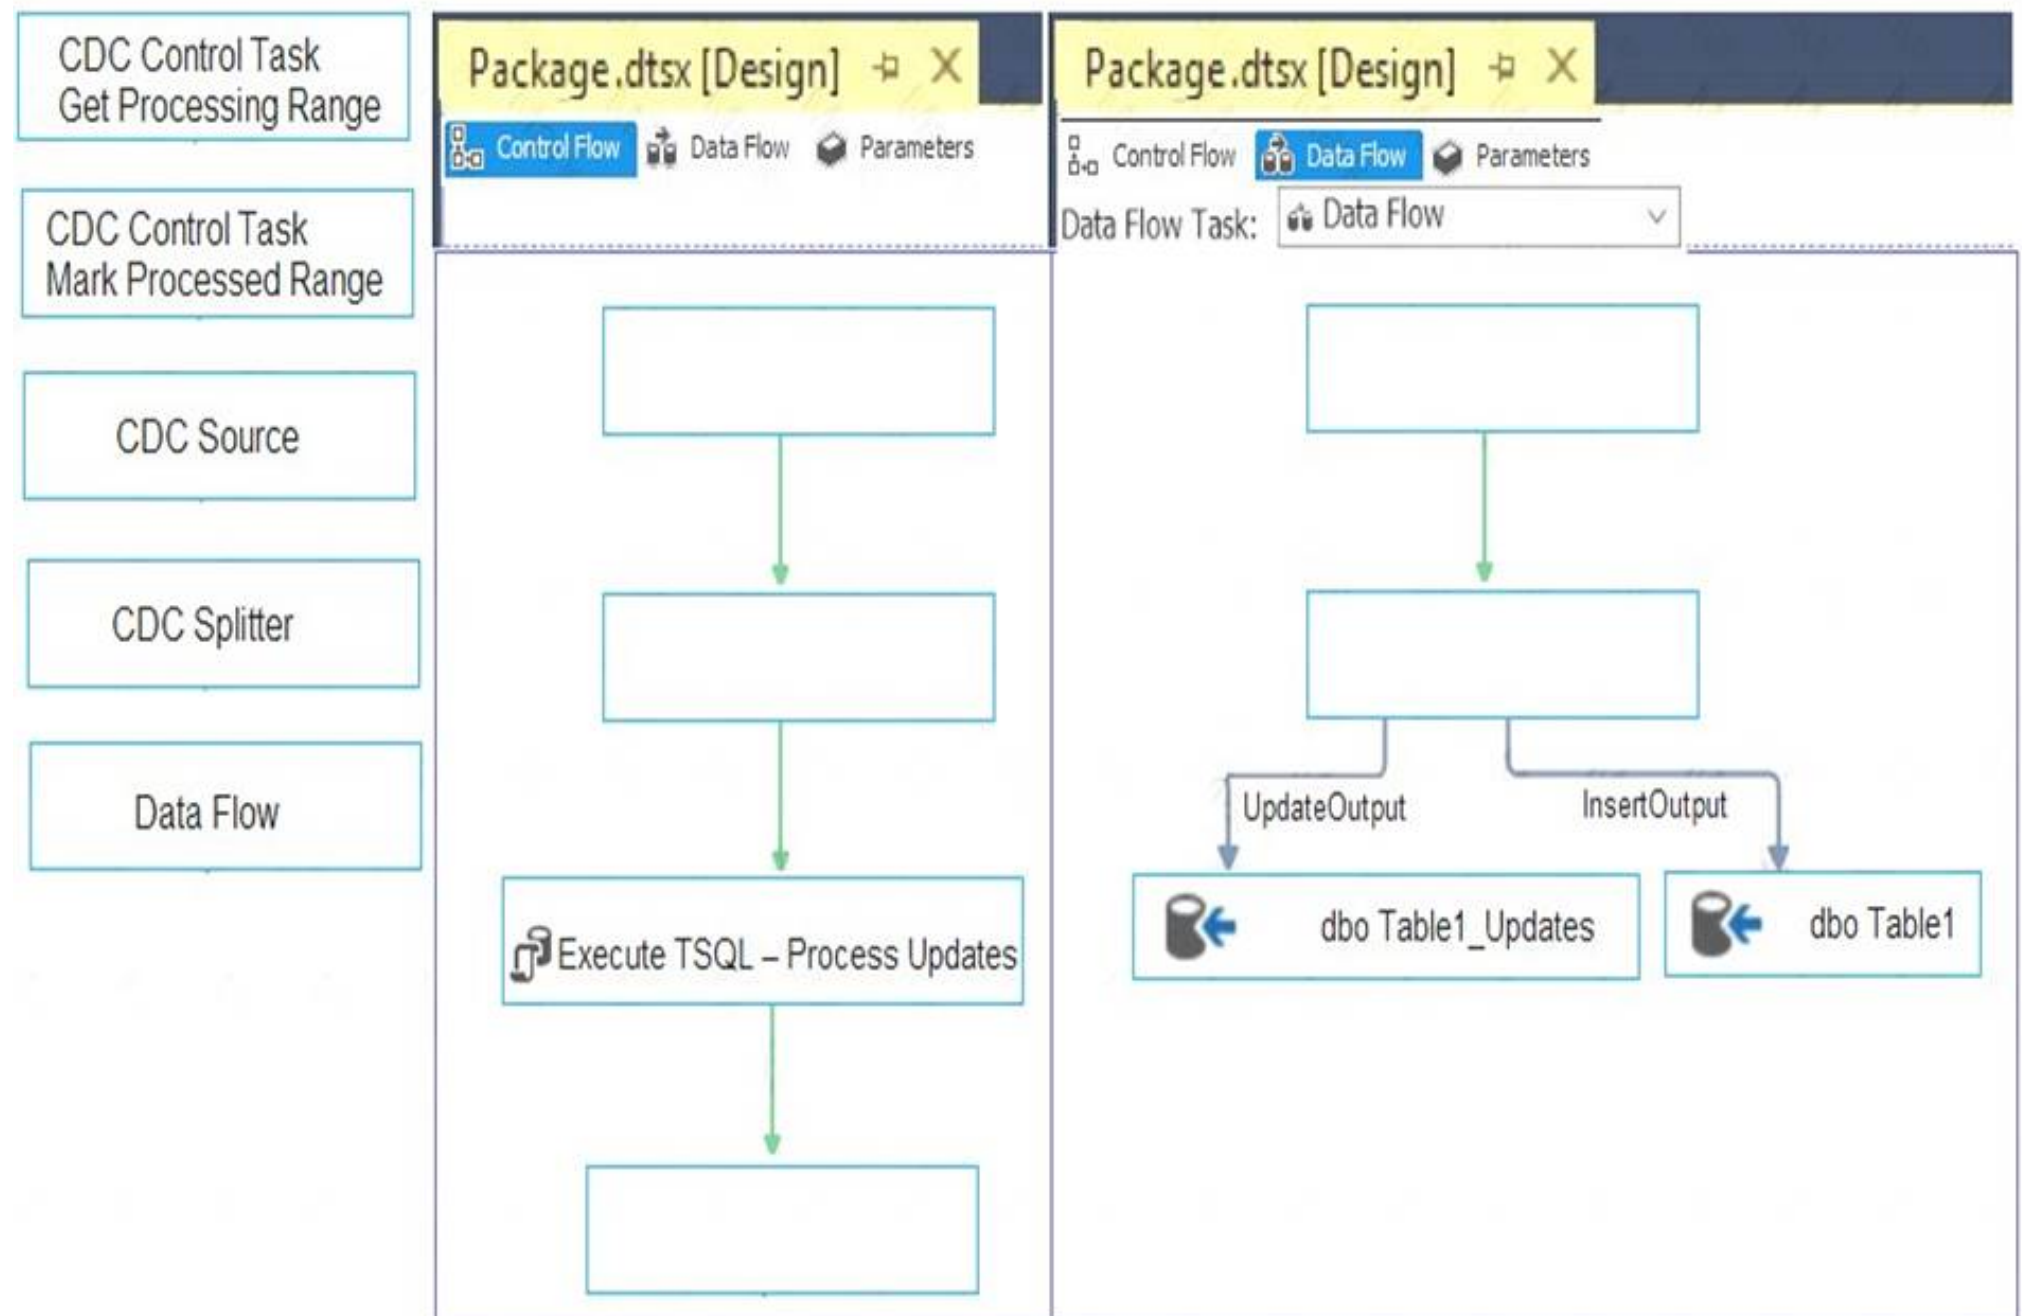 CDC Control Task
Get Processing Range
CDC Control Task
Mark Processed Range
CDC Source
CDC Splitter
Data Flow
Package.dtsx [Design]
Control Flow Data Flow Parameters
Execute TSQL – Process Updates
Package.dtsx [Design]
Control Flow Data Flow Parameters
Data Flow Task: Data Flow
UpdateOutput InsertOutput
dbo Table1_Updates dbo Table1